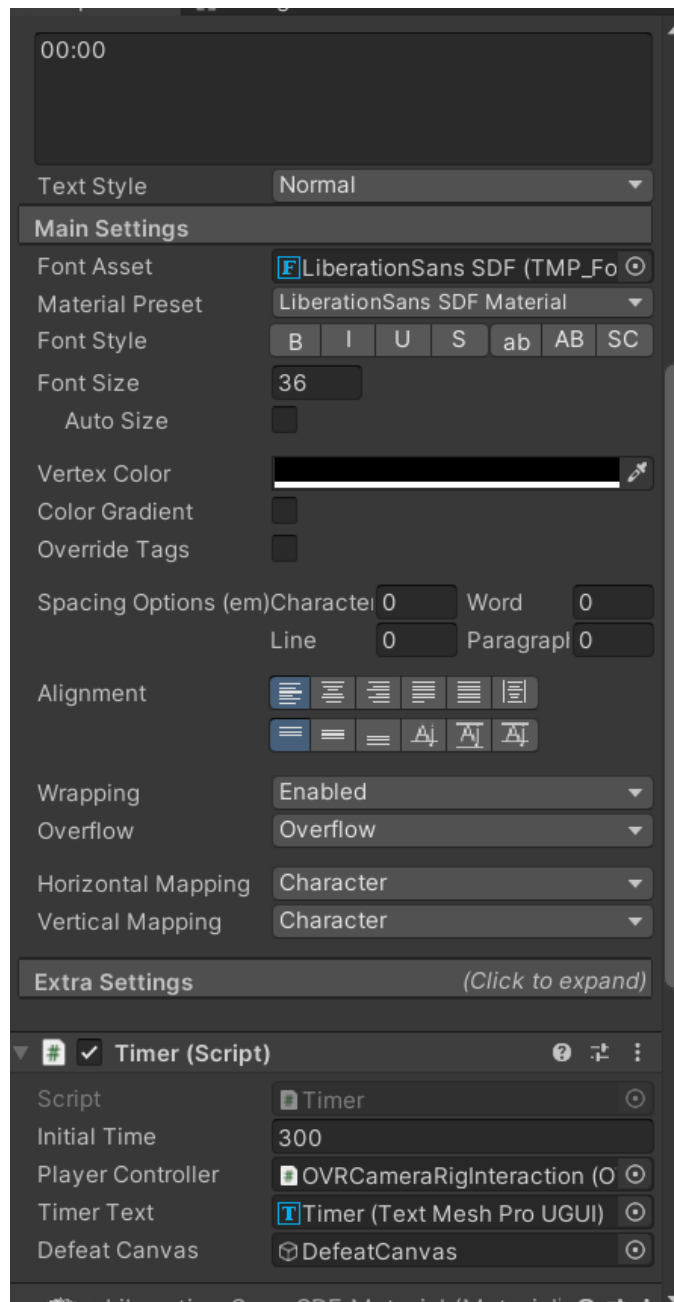 00:00
Text Style Normal
Main Settings
Font Asset F LiberationSans SDF (TMP_Fo
Material Preset LiberationSans SDF Material
Font Style B I U S ab AB SC
Font Size 36
Auto Size
Vertex Color
Color Gradient
Override Tags
Spacing Options (em) Character 0 Word 0
Line 0 Paragraph 0
Alignment
Wrapping Enabled
Overflow Overflow
Horizontal Mapping Character
Vertical Mapping Character
Extra Settings (Click to expand)
# Timer (Script)
Script # Timer
Initial Time 300
Player Controller # OVRCameraRigInteraction (O
Timer Text T Timer (Text Mesh Pro UGUI)
Defeat Canvas DefeatCanvas